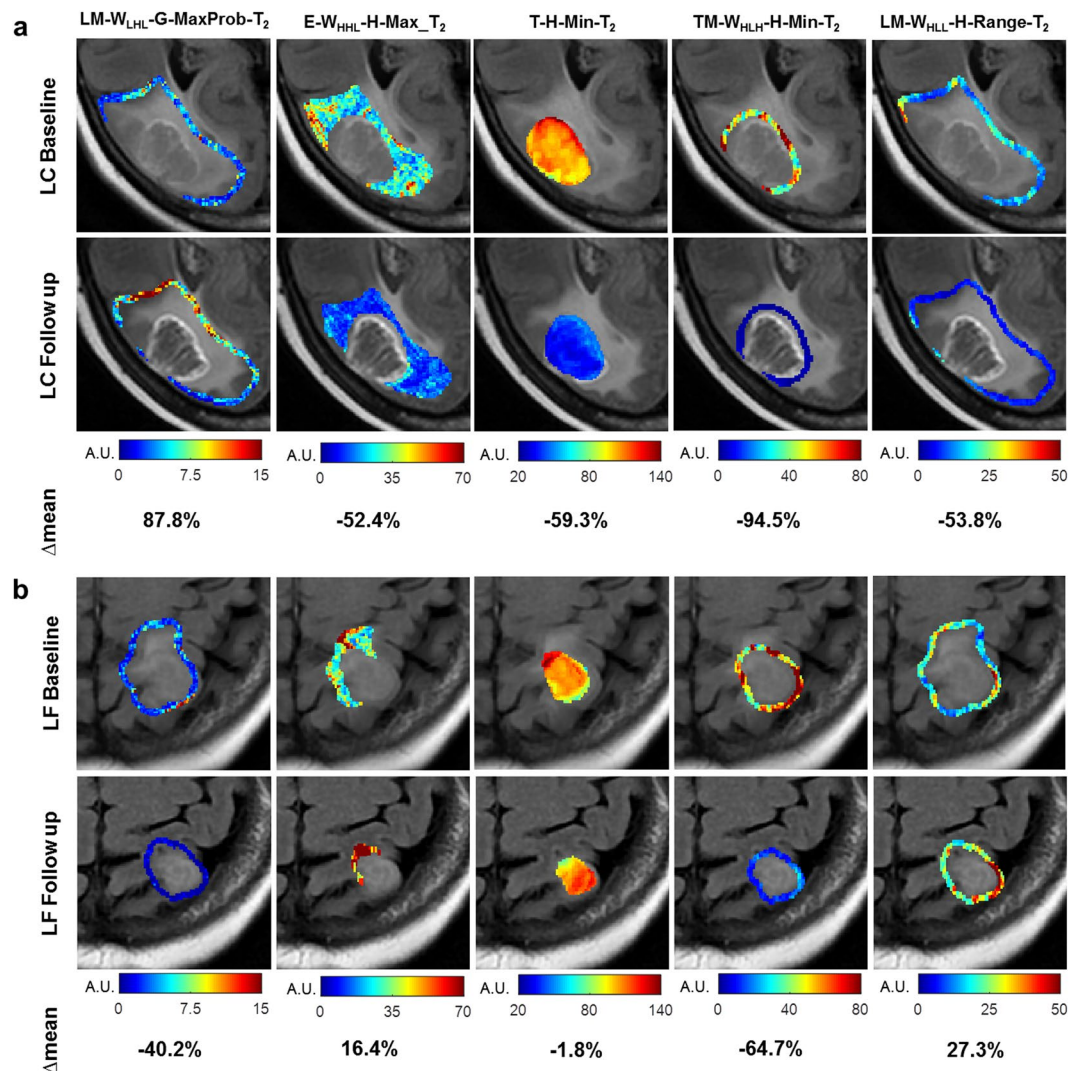 a
LM-W_LHL-G-MaxProb-T₂ E-W_HHL-H-Max_T₂ T-H-Min-T₂ TM-W_HLH-H-Min-T₂ LM-W_HLL-H-Range-T₂
LC Baseline
LC Follow up
A.U. A.U. A.U. A.U. A.U.
0 7.5 15 0 35 70 20 80 140 0 40 80 0 25 50
Δmean
87.8% -52.4% -59.3% -94.5% -53.8%
b
LF Baseline
LF Follow up
A.U. A.U. A.U. A.U. A.U.
0 7.5 15 0 35 70 20 80 140 0 40 80 0 25 50
Δmean
-40.2% 16.4% -1.8% -64.7% 27.3%